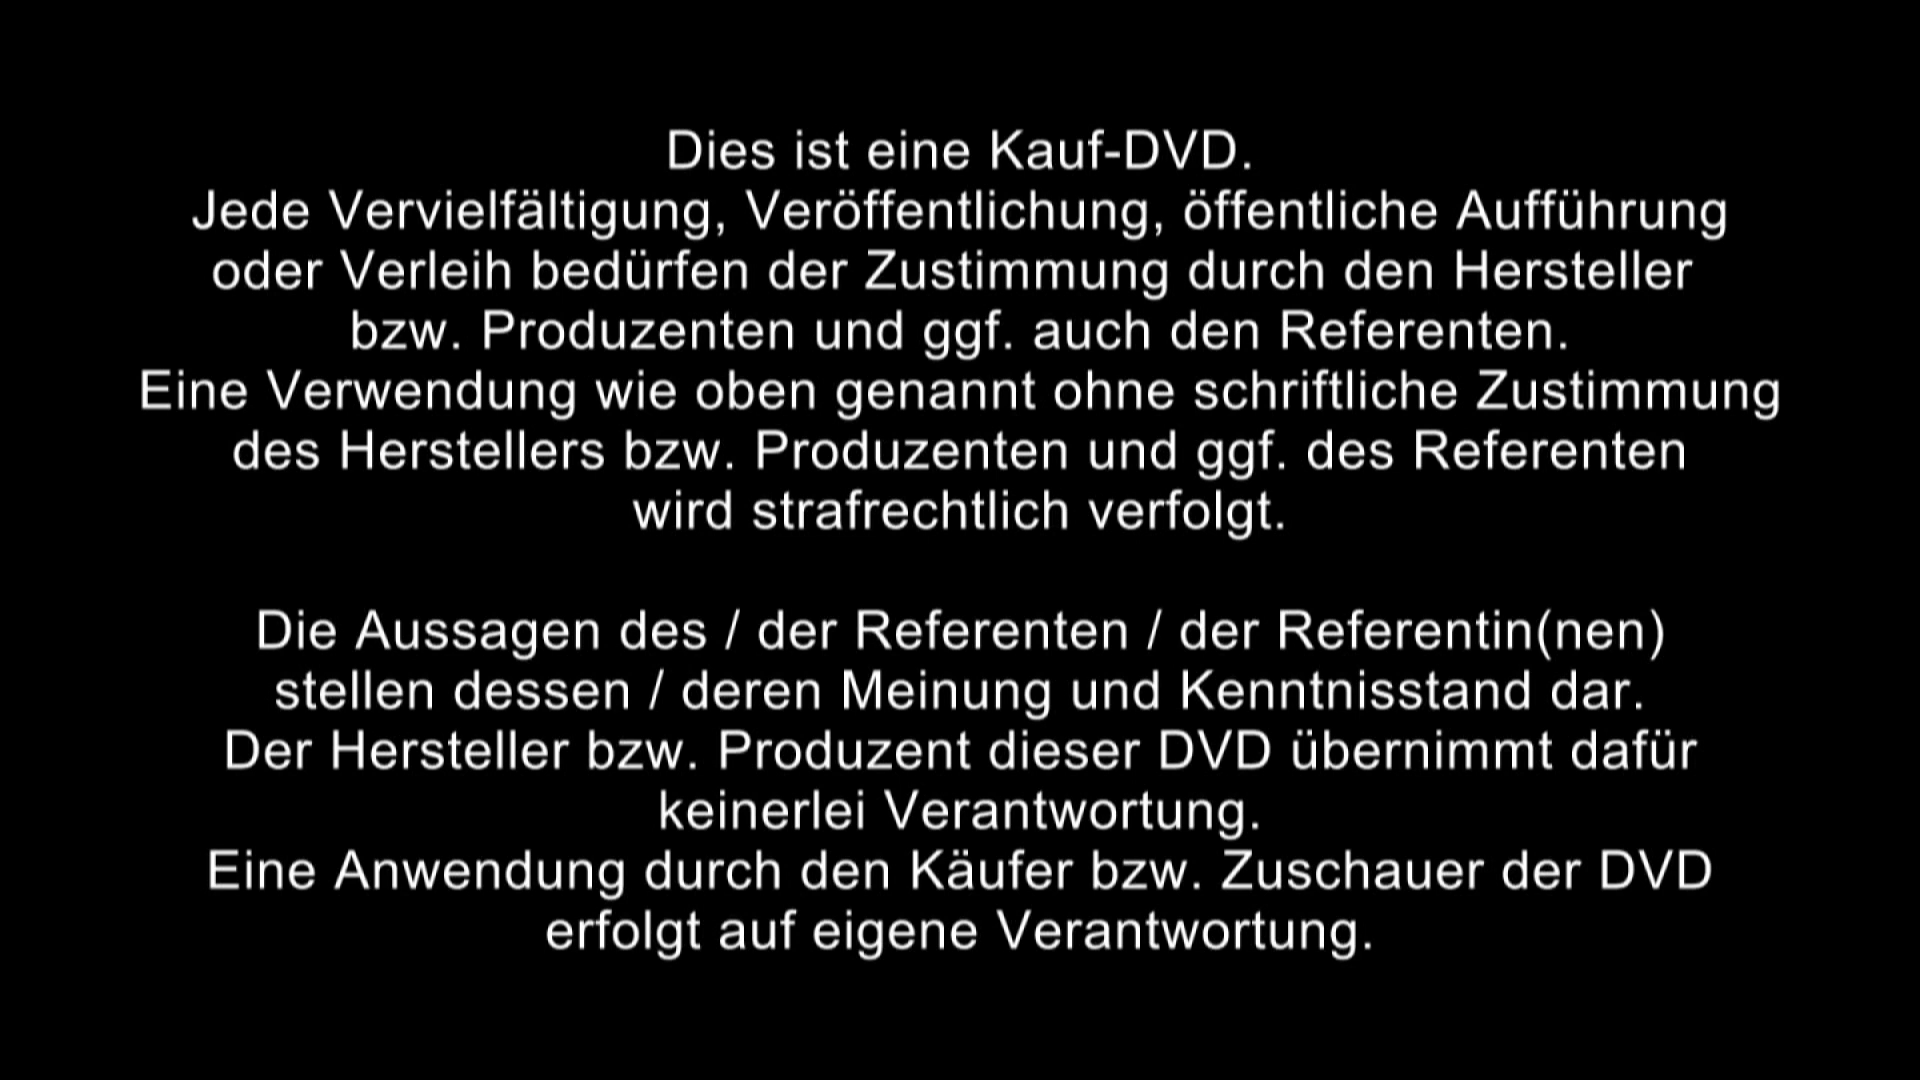 Dies ist eine Kauf-DVD.
Jede Vervielfältigung, Veröffentlichung, öffentliche Aufführung
oder Verleih bedürfen der Zustimmung durch den Hersteller
bzw. Produzenten und ggf. auch den Referenten.
Eine Verwendung wie oben genannt ohne schriftliche Zustimmung
des Herstellers bzw. Produzenten und ggf. des Referenten
wird strafrechtlich verfolgt.
Die Aussagen des / der Referenten / der Referentin(nen)
stellen dessen / deren Meinung und Kenntnisstand dar.
Der Hersteller bzw. Produzent dieser DVD übernimmt dafür
keinerlei Verantwortung.
Eine Anwendung durch den Käufer bzw. Zuschauer der DVD
erfolgt auf eigene Verantwortung.